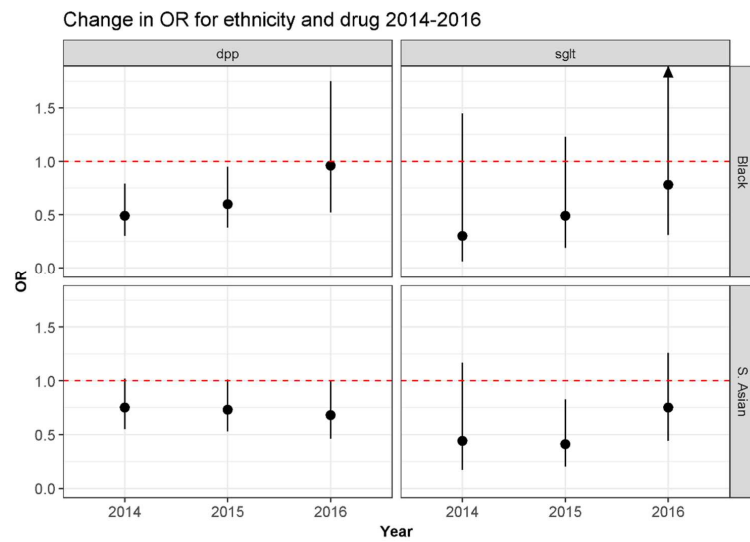 Change in OR for ethnicity and drug 2014-2016
dpp
sglt
1.5
1.0
0.5
0.0
Black
OR
1.5
1.0
0.5
0.0
S. Asian
2014
2015
2016
2014
2015
2016
Year